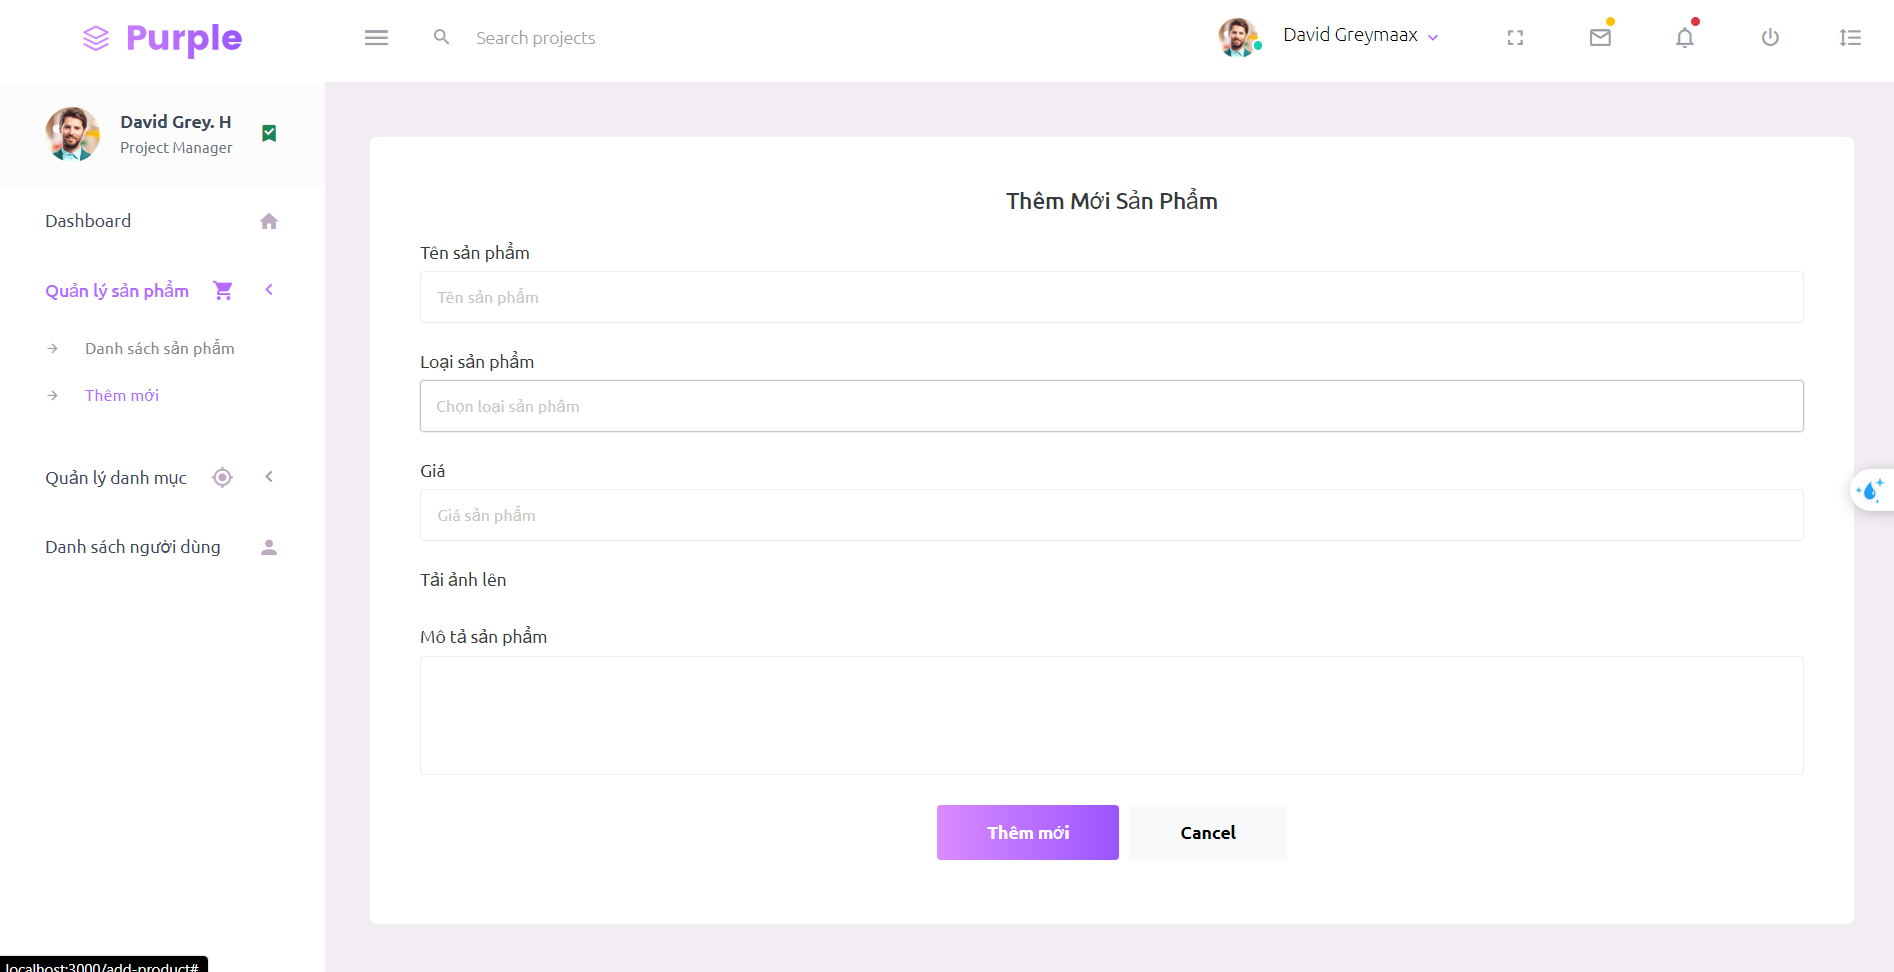 Purple
Search projects
David Greymaax
David Grey. H
Project Manager
Dashboard
Quản lý sản phẩm
Danh sách sản phẩm
Thêm mới
Quản lý danh mục
Danh sách người dùng
Thêm Mới Sản Phẩm
Tên sản phẩm
Tên sản phẩm
Loại sản phẩm
Chọn loại sản phẩm
Giá
Giá sản phẩm
Tải ảnh lên
Mô tả sản phẩm
Thêm mới
Cancel
localhost:3000/add-product#